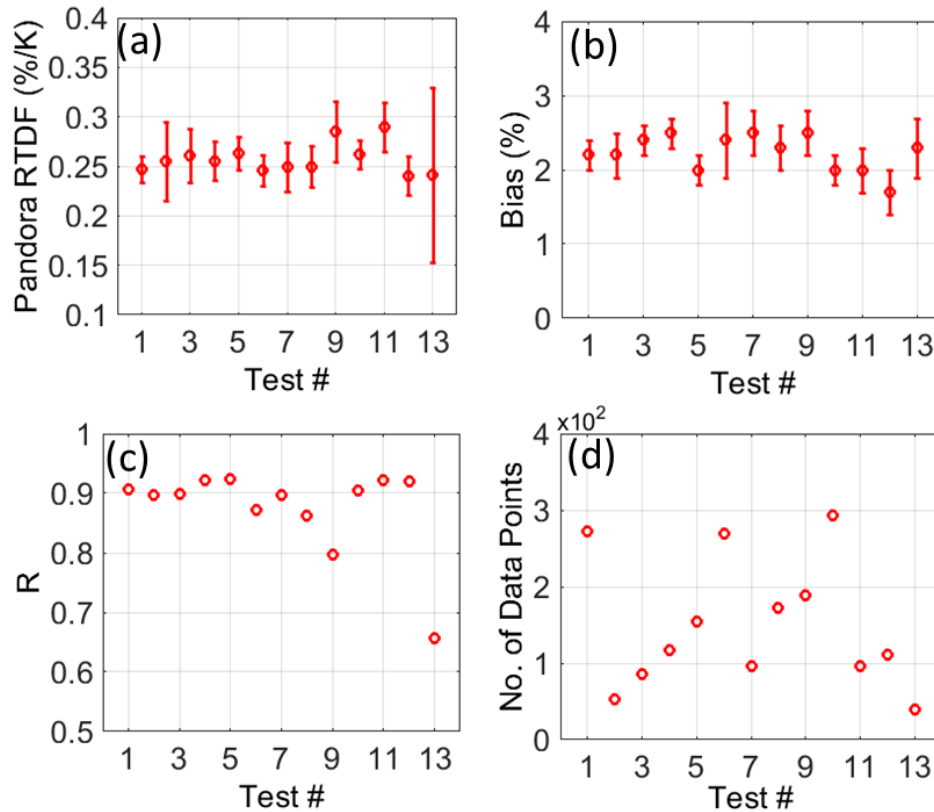 (a)
Pandora RTDF (%/K)
0.4
0.35
0.3
0.25
0.2
0.15
0.1
1 3 5 7 9 11 13
Test #
(b)
Bias (%)
4
3
2
1
0
1 3 5 7 9 11 13
Test #
(c)
R
1
0.9
0.8
0.7
0.6
0.5
1 3 5 7 9 11 13
Test #
(d)
×10²
No. of Data Points
4
3
2
1
0
1 3 5 7 9 11 13
Test #